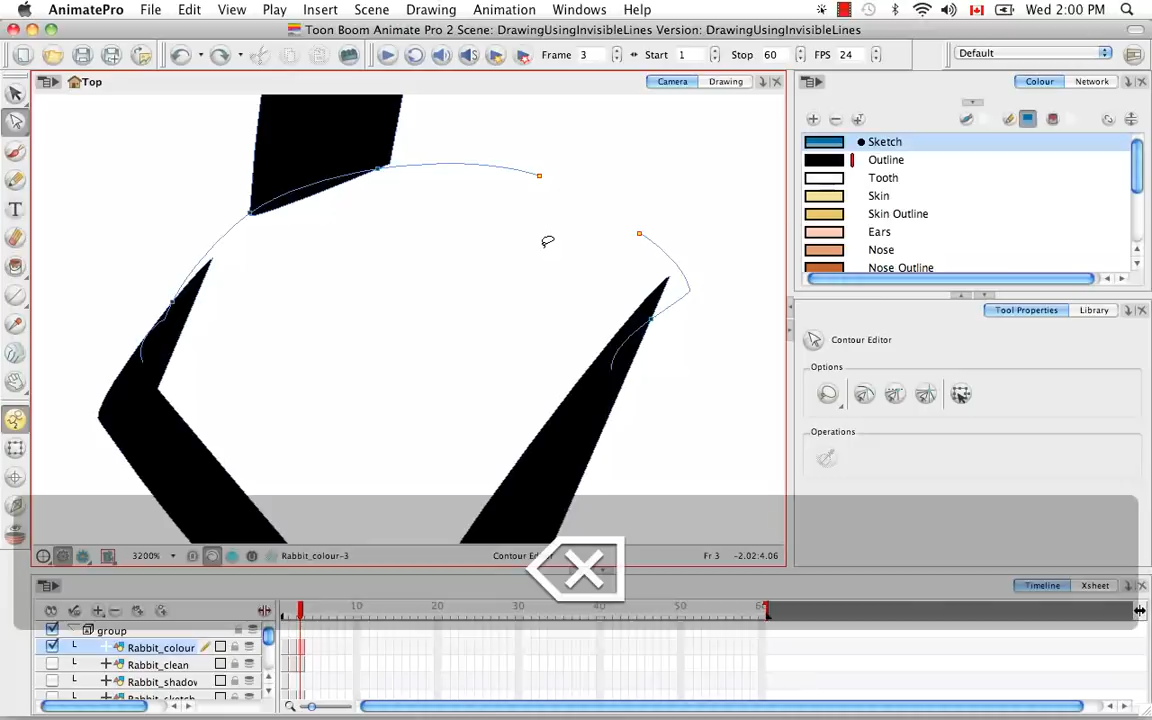 AnimatePro File Edit View Play Insert Scene Drawing Animation Windows Help Wed 2:00 PM
Toon Boom Animate Pro 2 Scene: DrawingUsingInvisibleLines Version: DrawingUsingInvisibleLines
Frame 3 Start 1 Stop 60 FPS 24 Default
Top Camera Drawing Colour Network
Sketch
Outline
Tooth
Skin
Skin Outline
Ears
Nose
Nose Outline
Tool Properties Library
Contour Editor
Options
Operations
3200% Rabbit_colour-3 Fr 3 -2.02:4.06
Timeline Xsheet
10 20 30 40 50 60
group
Rabbit_colour
Rabbit_clean
Rabbit_shadow